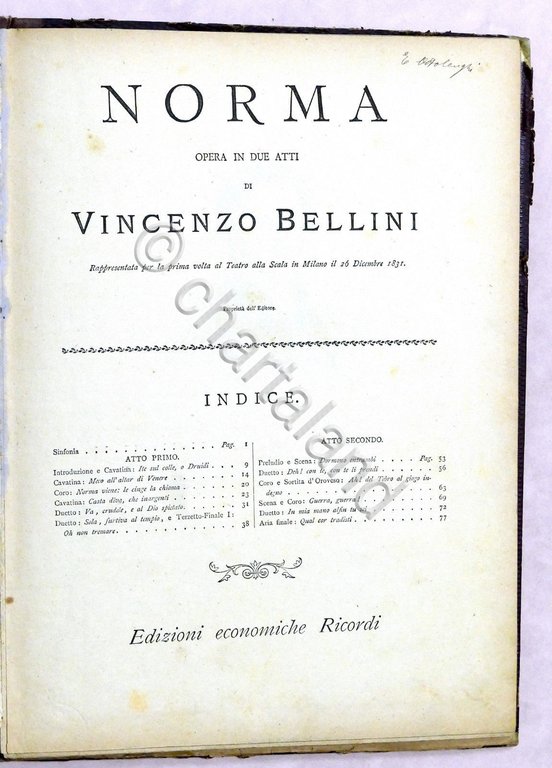 E Ottolenghi
NORMA
OPERA IN DUE ATTI
DI
VINCENZO BELLINI
Rappresentata per la prima volta al Teatro alla Scala in Milano il 26 Dicembre 1831.
Proprietà dell'Editore.
INDICE.
Sinfonia . . . . . . . . . . . . . Pag. 1
ATTO PRIMO.
Introduzione e Cavatina: Ite sul colle, o Druidi . . . 9
Cavatina: Meco all'altar di Venere . . . . . . . . 14
Coro: Norma viene: le cinge la chioma . . . . . . 20
Cavatina: Casta diva, che inargenti . . . . . . . 23
Duetto: Va, crudele, e al Dio spietato . . . . . . 31
Duetto: Sola, furtiva al tempio, e Terzetto-Finale I:
Oh non tremare . . . . . . . . . . . . . 38
ATTO SECONDO.
Preludio e Scena: Dormono entrambi . . . Pag. 53
Duetto: Deh! con te, con te li prendi . . . . . . 56
Coro e Sortita d'Oroveso: Ah! del Tebro al giogo in-
degno . . . . . . . . . . . . . . . 63
Scena e Coro: Guerra, guerra! . . . . . . . . 69
Duetto: In mia mano alfin tu sei . . . . . . . 72
Aria finale: Qual cor tradisti . . . . . . . . . 77
Edizioni economiche Ricordi
© chartaland